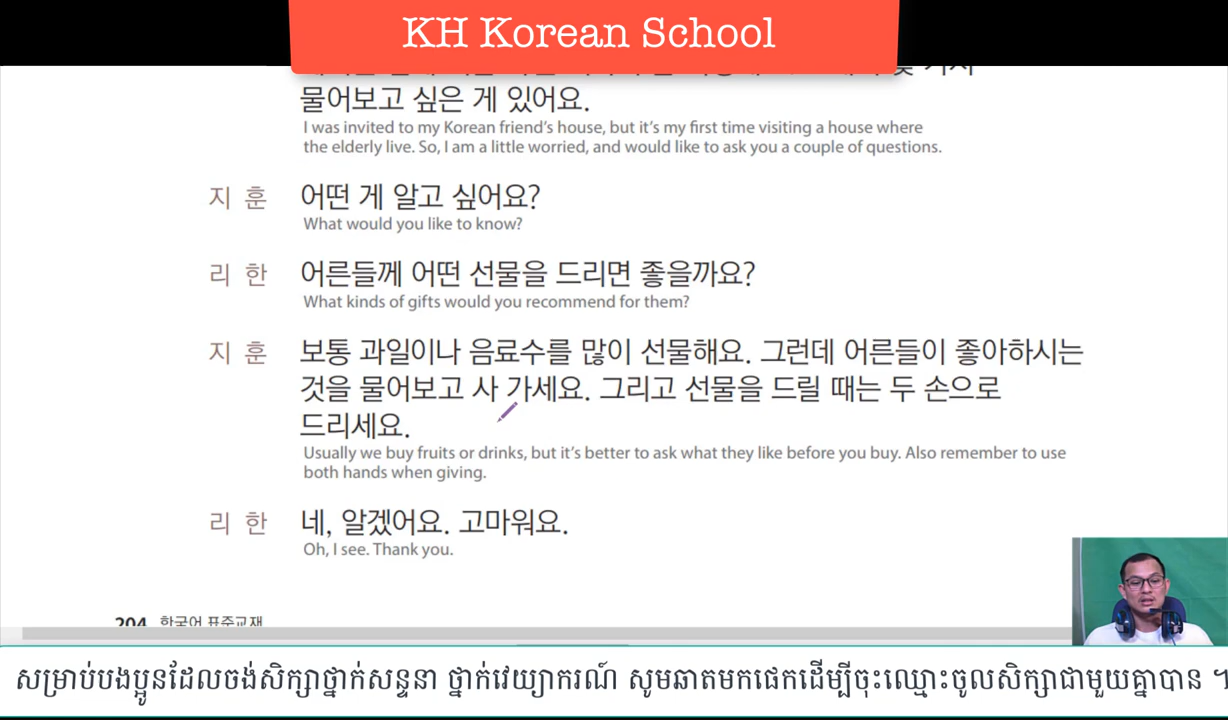 KH Korean School
물어보고 싶은 게 있어요.
I was invited to my Korean friend's house, but it's my first time visiting a house where
the elderly live. So, I am a little worried, and would like to ask you a couple of questions.
지 훈 어떤 게 알고 싶어요?
What would you like to know?
리 한 어른들께 어떤 선물을 드리면 좋을까요?
What kinds of gifts would you recommend for them?
지 훈 보통 과일이나 음료수를 많이 선물해요. 그런데 어른들이 좋아하시는
것을 물어보고 사 가세요. 그리고 선물을 드릴 때는 두 손으로
드리세요.
Usually we buy fruits or drinks, but it's better to ask what they like before you buy. Also remember to use
both hands when giving.
리 한 네, 알겠어요. 고마워요.
Oh, I see. Thank you.
204 한국어 표준교재
សម្រាប់បងប្អូនដែលចង់សិក្សាថ្នាក់សន្ទនា ថ្នាក់វេយ្យាករណ៍ សូមឆាតមកផេកដើម្បីចុះឈ្មោះចូលសិក្សាជាមួយគ្នាបាន ។